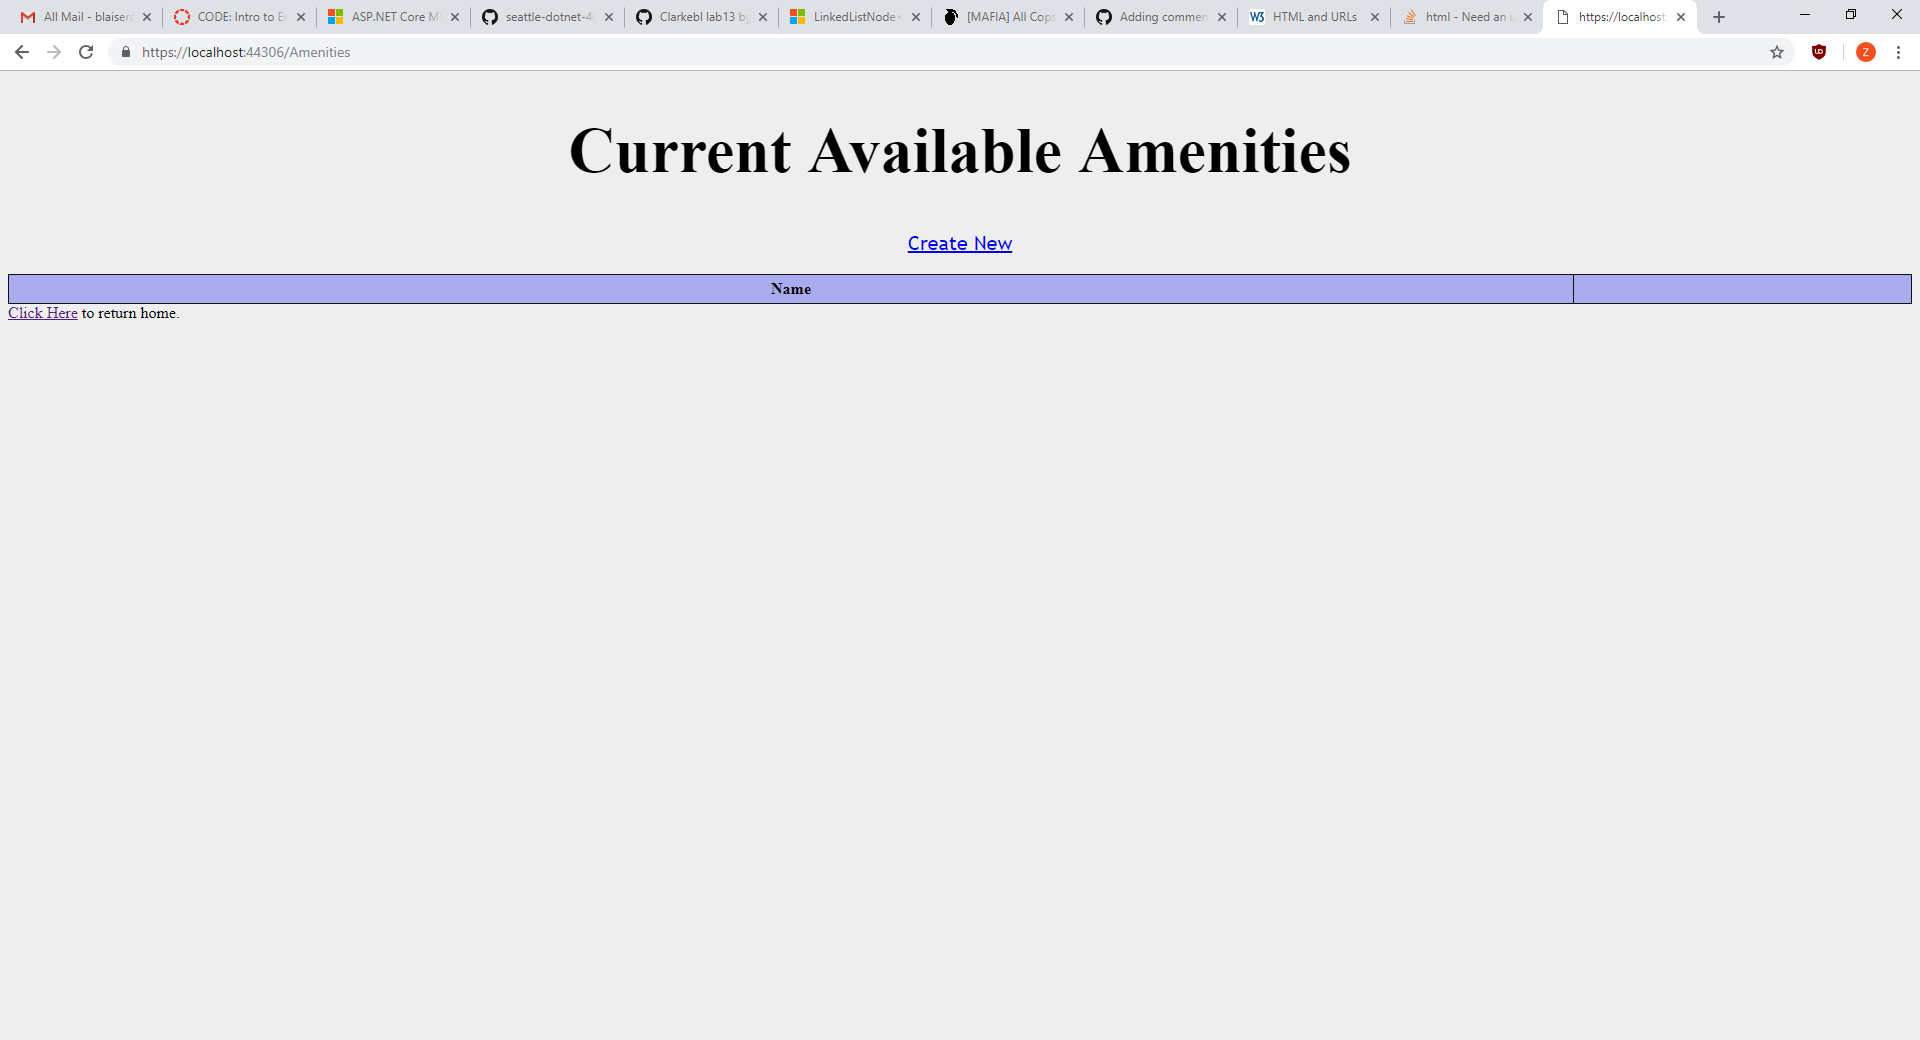 All Mail - blaiser
CODE: Intro to E
ASP.NET Core M
seattle-dotnet-4
Clarkebl lab13 b
LinkedListNode
[MAFIA] All Cops
Adding commen
W3 HTML and URLs
html - Need an
https://localhost
https://localhost:44306/Amenities
Z
Current Available Amenities
Create New
Name
Click Here to return home.